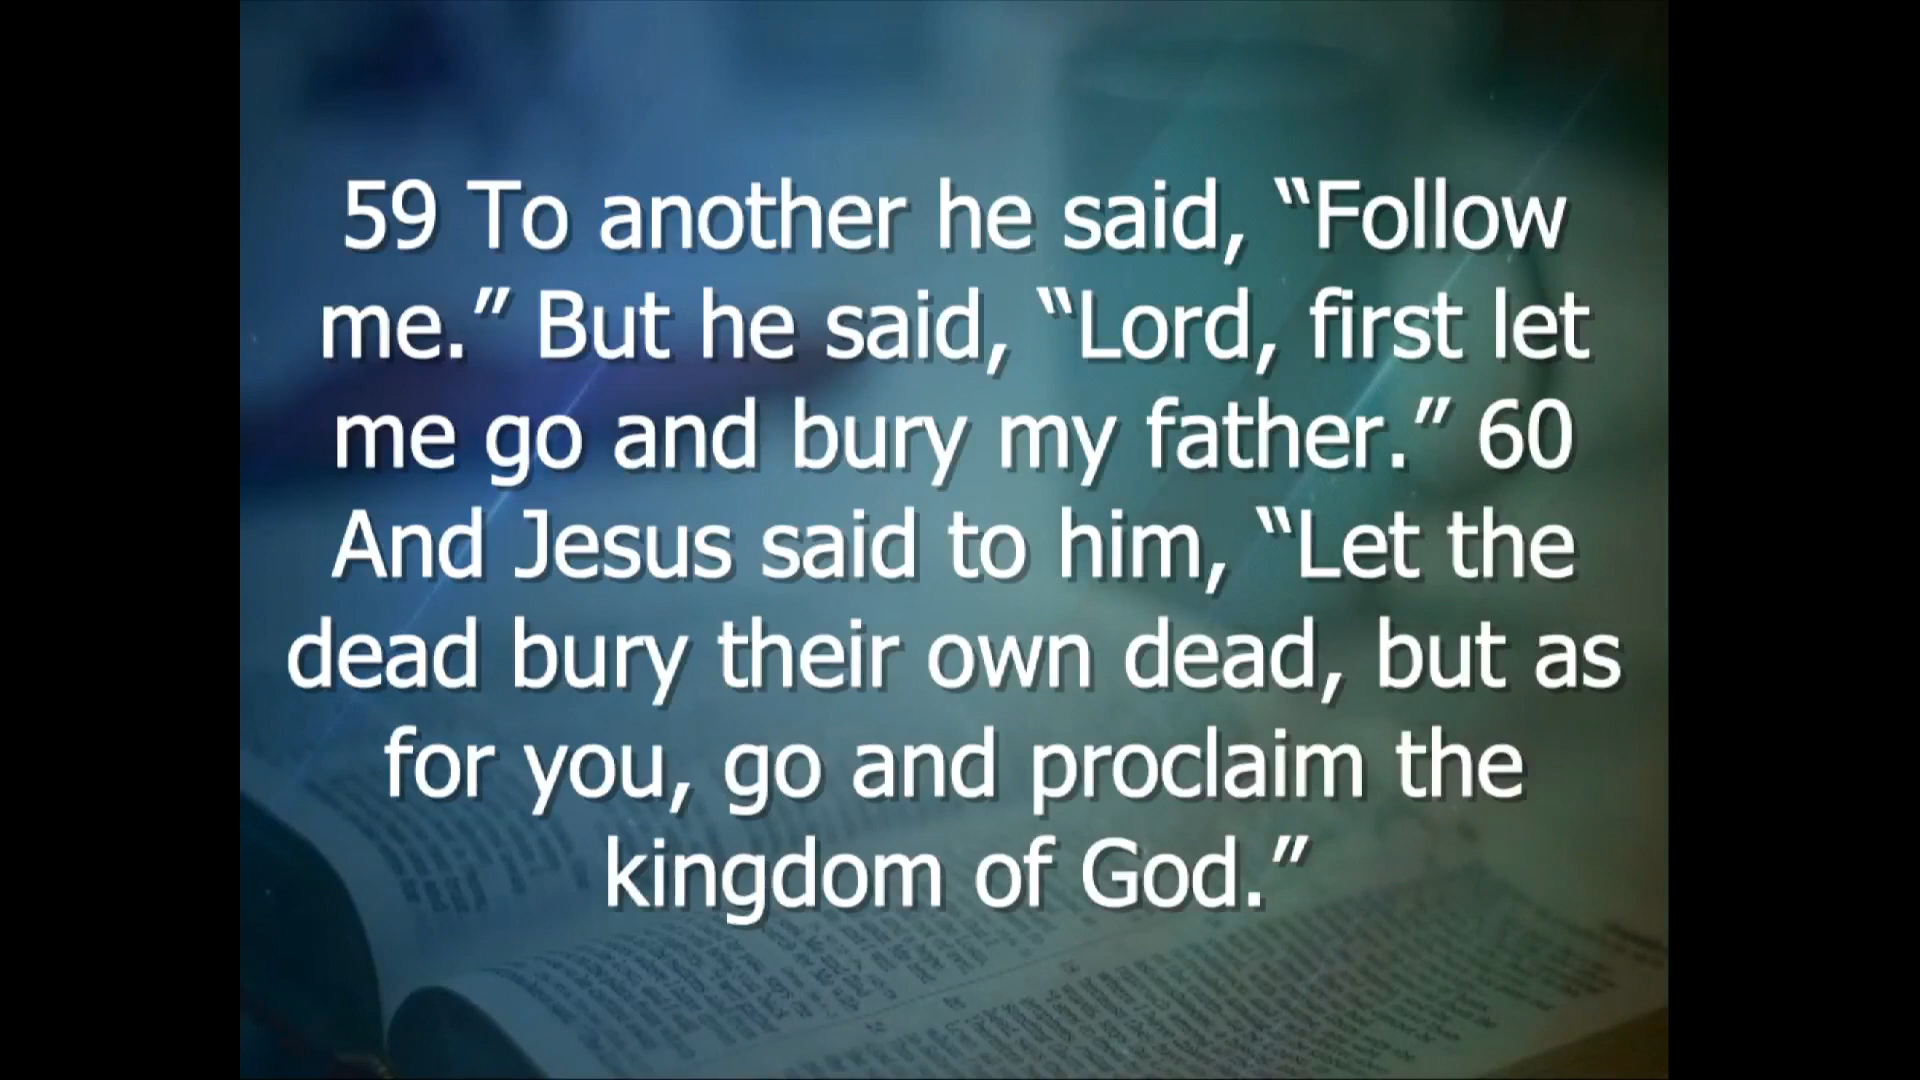 59 To another he said, “Follow
me.” But he said, “Lord, first let
me go and bury my father.” 60
And Jesus said to him, “Let the
dead bury their own dead, but as
for you, go and proclaim the
kingdom of God.”